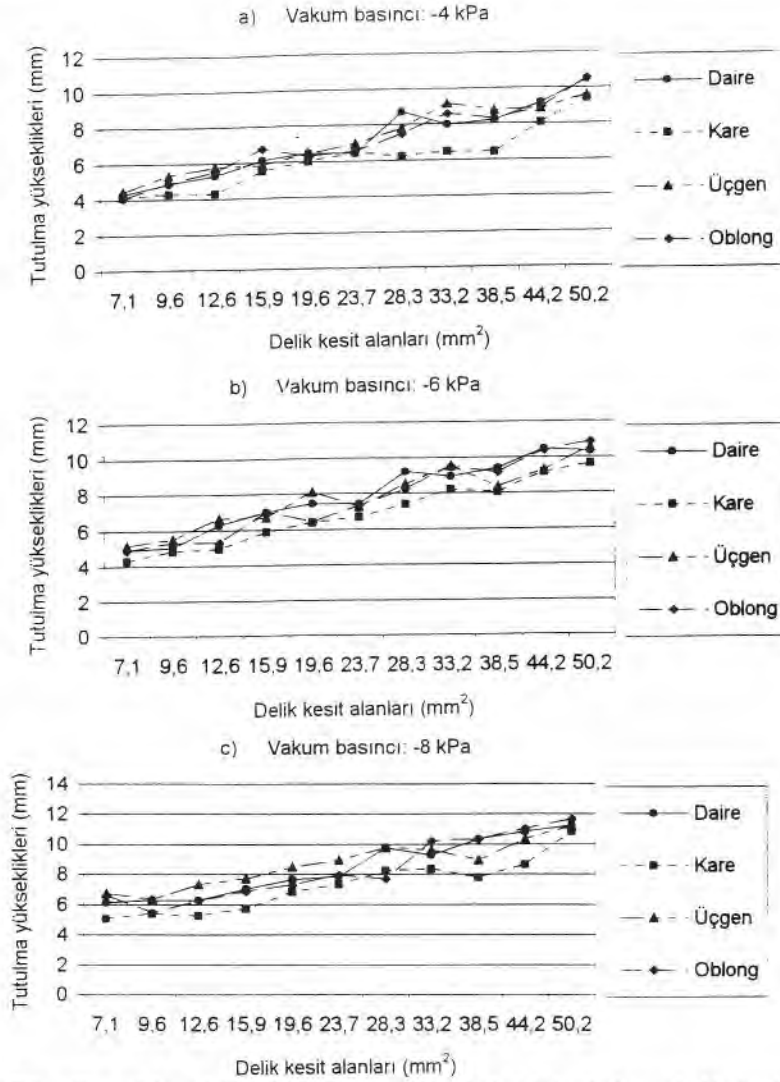 a) Vakum basıncı: -4 kPa
Tutulma yükseklikleri (mm)
12
10
8
6
4
2
0
7,1 9,6 12,6 15,9 19,6 23,7 28,3 33,2 38,5 44,2 50,2
Delik kesit alanları (mm²)
Daire
Kare
Üçgen
Oblong
b) Vakum basıncı: -6 kPa
Tutulma yükseklikleri (mm)
12
10
8
6
4
2
0
7,1 9,6 12,6 15,9 19,6 23,7 28,3 33,2 38,5 44,2 50,2
Delik kesit alanları (mm²)
Daire
Kare
Üçgen
Oblong
c) Vakum basıncı: -8 kPa
Tutulma yükseklikleri (mm)
14
12
10
8
6
4
2
0
7,1 9,6 12,6 15,9 19,6 23,7 28,3 33,2 38,5 44,2 50,2
Delik kesit alanları (mm²)
Daire
Kare
Üçgen
Oblong